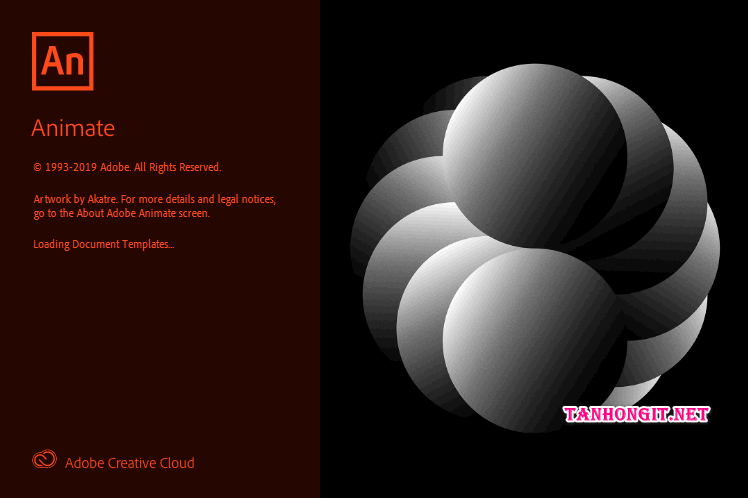 An
Animate
© 1993-2019 Adobe. All Rights Reserved.
Artwork by Akatre. For more details and legal notices,
go to the About Adobe Animate screen.
Loading Document Templates...
TANHONGIT.NET
Adobe Creative Cloud